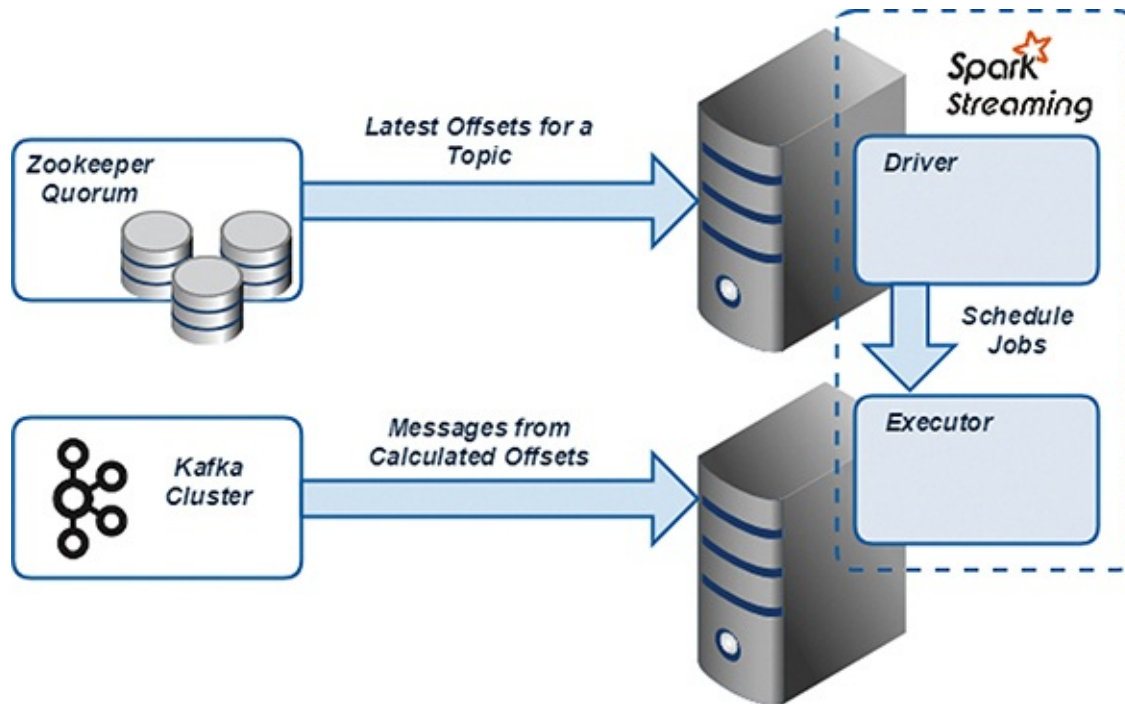 Spark
Streaming
Latest Offsets for a
Topic
Zookeeper
Quorum
Driver
Schedule
Jobs
Messages from
Calculated Offsets
Kafka
Cluster
Executor